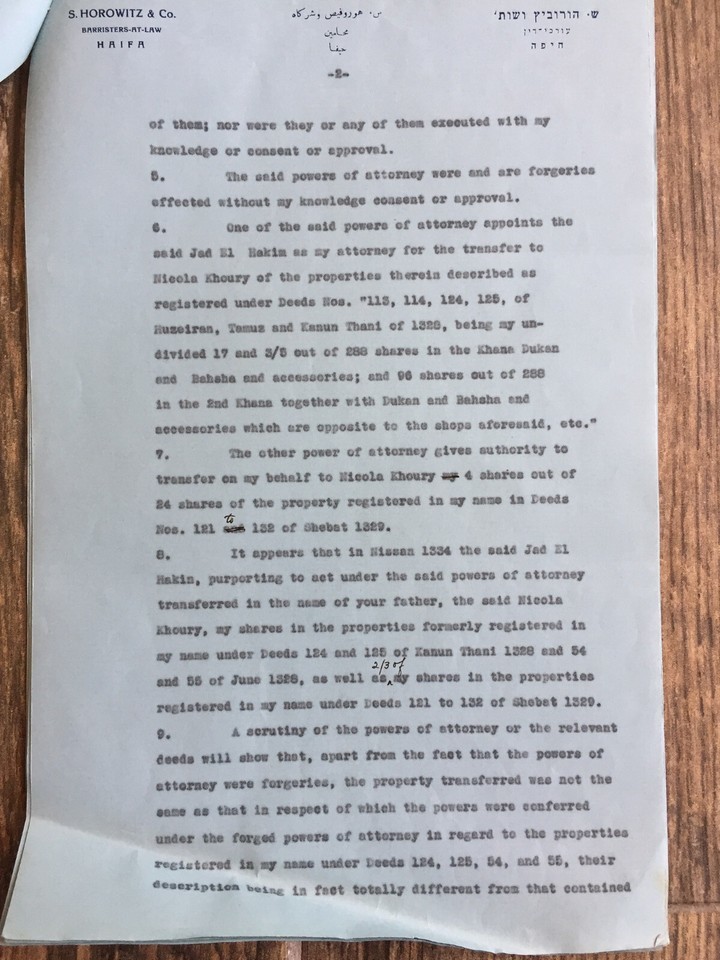 S. HOROWITZ & Co.
BARRISTERS-AT-LAW
HAIFA
س. هوروفيص وشركاه
محامين
حيفا
ש. הורוביץ ושות'
עורכי־דין
חיפה
-2-
of them; nor were they or any of them executed with my
knowledge or consent or approval.
5. The said powers of attorney were and are forgeries
effected without my knowledge consent or approval.
6. One of the said powers of attorney appoints the
said Jad El Hakim as my attorney for the transfer to
Nicola Khoury of the properties therein described as
registered under Deeds Nos. "113, 114, 124, 125, of
Huzeiran, Tamuz and Kanun Thani of 1328, being my un-
divided 17 and 3/5 out of 288 shares in the Khana Dukan
and Bahsha and accessories; and 96 shares out of 288
in the 2nd Khana together with Dukan and Bahsha and
accessories which are opposite to the shops aforesaid, etc."
7. The other power of attorney gives authority to
transfer on my behalf to Nicola Khoury my 4 shares out of
24 shares of the property registered in my name in Deeds
to
Nos. 121 and 132 of Shebat 1329.
8. It appears that in Nissan 1334 the said Jad El
Hakim, purporting to act under the said powers of attorney
transferred in the name of your father, the said Nicola
Khoury, my shares in the properties formerly registered in
my name under Deeds 124 and 125 of Kanun Thani 1328 and 54
2/3 of
and 55 of June 1328, as well as my shares in the properties
registered in my name under Deeds 121 to 132 of Shebat 1329.
9. A scrutiny of the powers of attorney or the relevant
deeds will show that, apart from the fact that the powers of
attorney were forgeries, the property transferred was not the
same as that in respect of which the powers were conferred
under the forged powers of attorney in regard to the properties
registered in my name under Deeds 124, 125, 54, and 55, their
description being in fact totally different from that contained